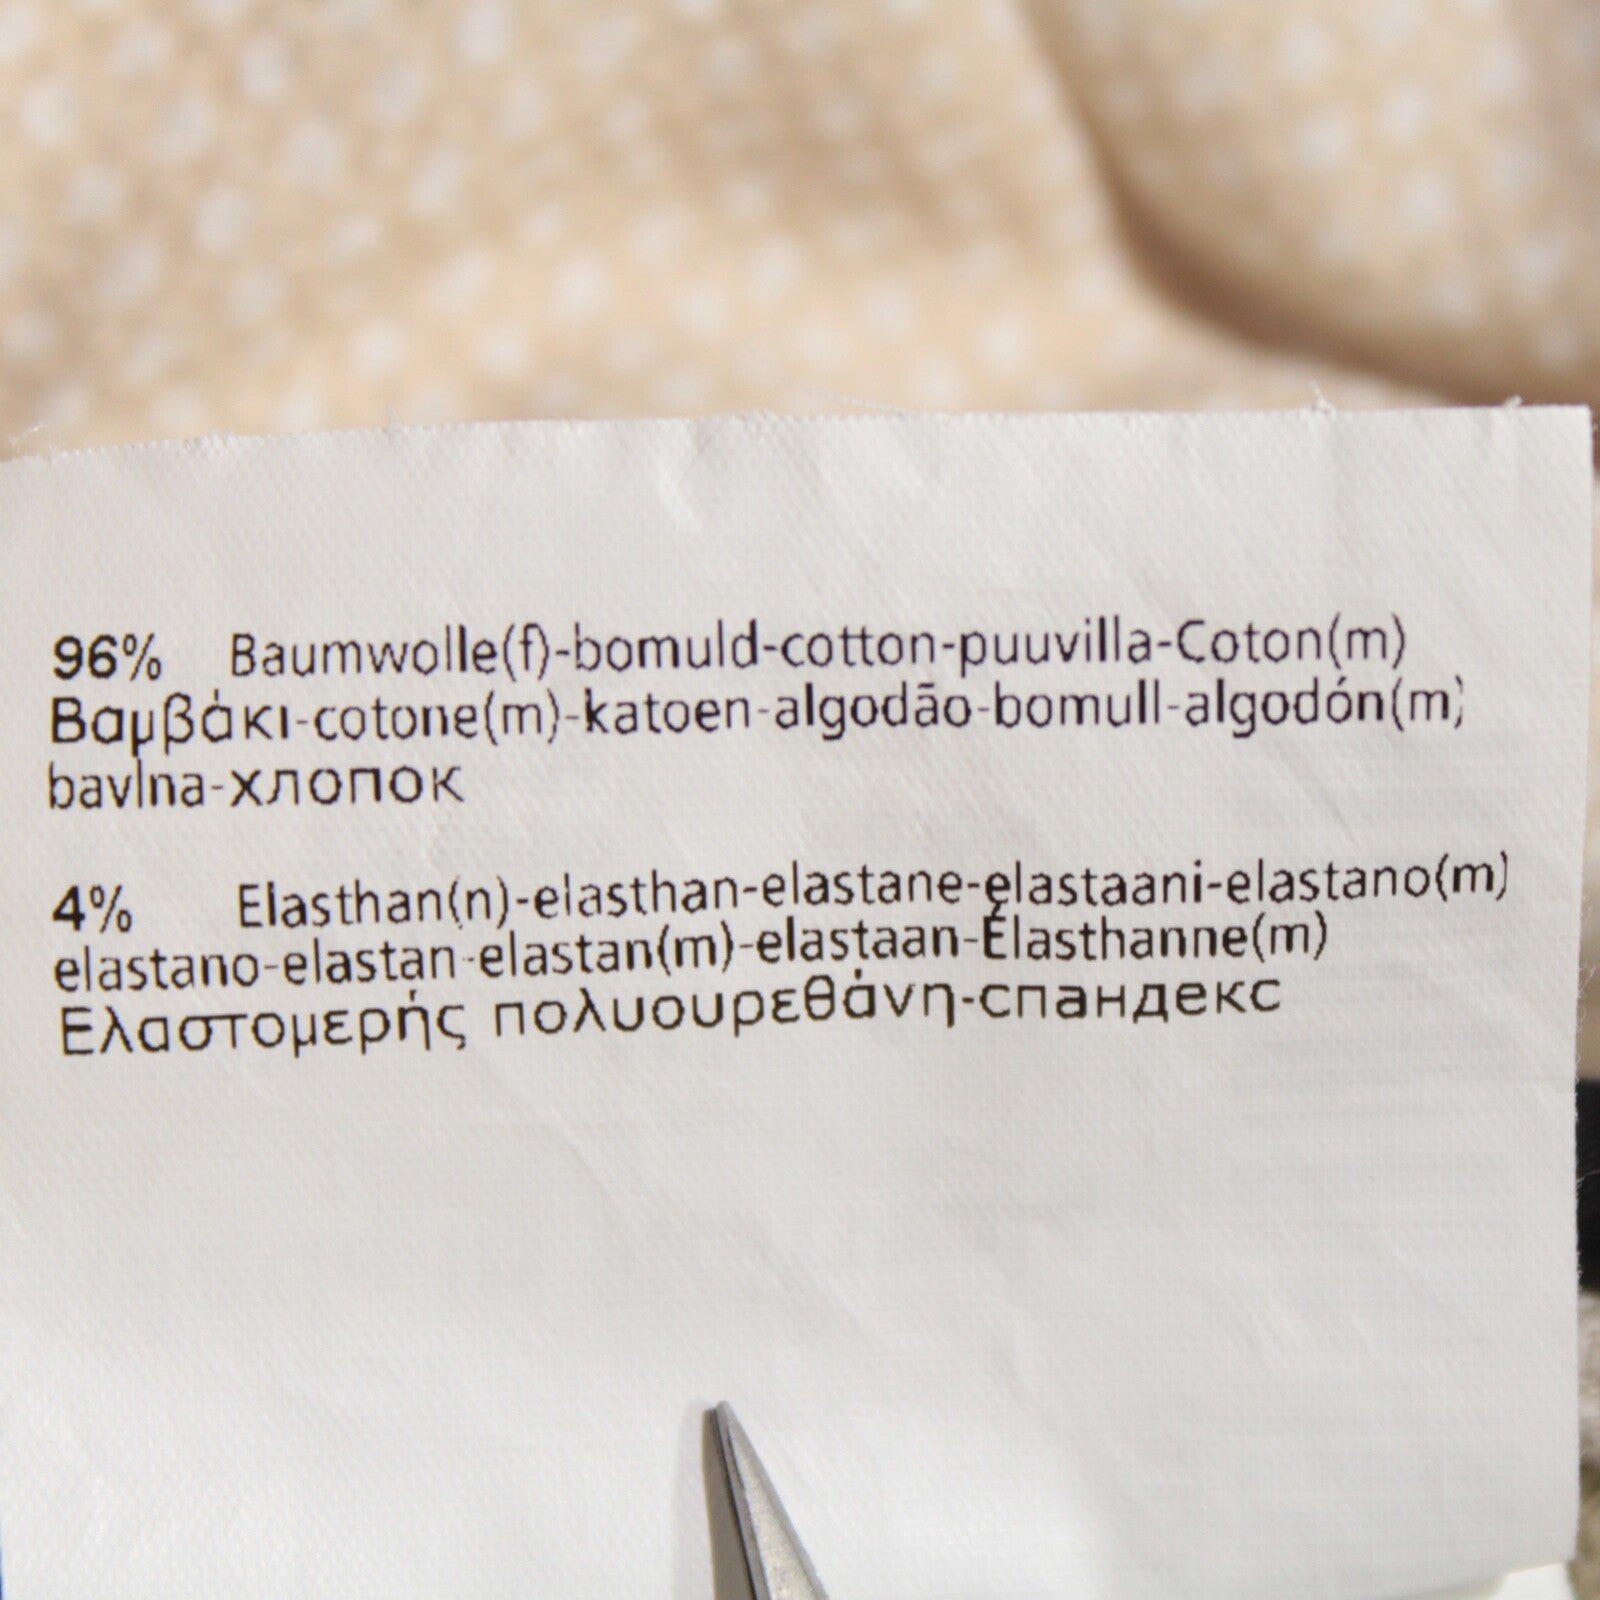 96% Baumwolle(f)-bomuld-cotton-puuvilla-Coton(m)
Βαμβάκι-cotone(m)-katoen-algodão-bomull-algodón(m)
bavlna-хлопок
4% Elasthan(n)-elasthan-elastane-elastaani-elastano(m)
elastano-elastan-elastan(m)-elastaan-Élasthanne(m)
Ελαστομερής πολυουρεθάνη-спандекс